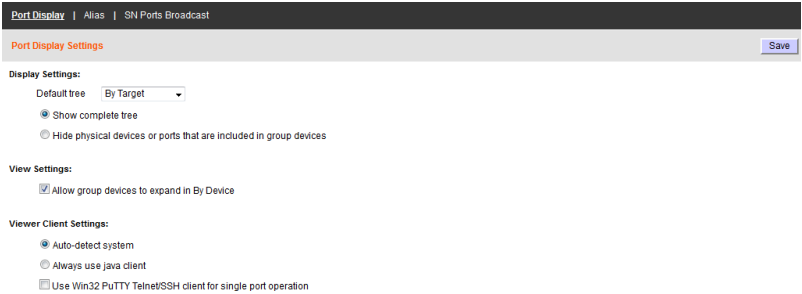 Port Display | Alias | SN Ports Broadcast
Port Display Settings Save
Display Settings:
Default tree By Target
Show complete tree
Hide physical devices or ports that are included in group devices
View Settings:
Allow group devices to expand in By Device
Viewer Client Settings:
Auto-detect system
Always use java client
Use Win32 PuTTY Telnet/SSH client for single port operation